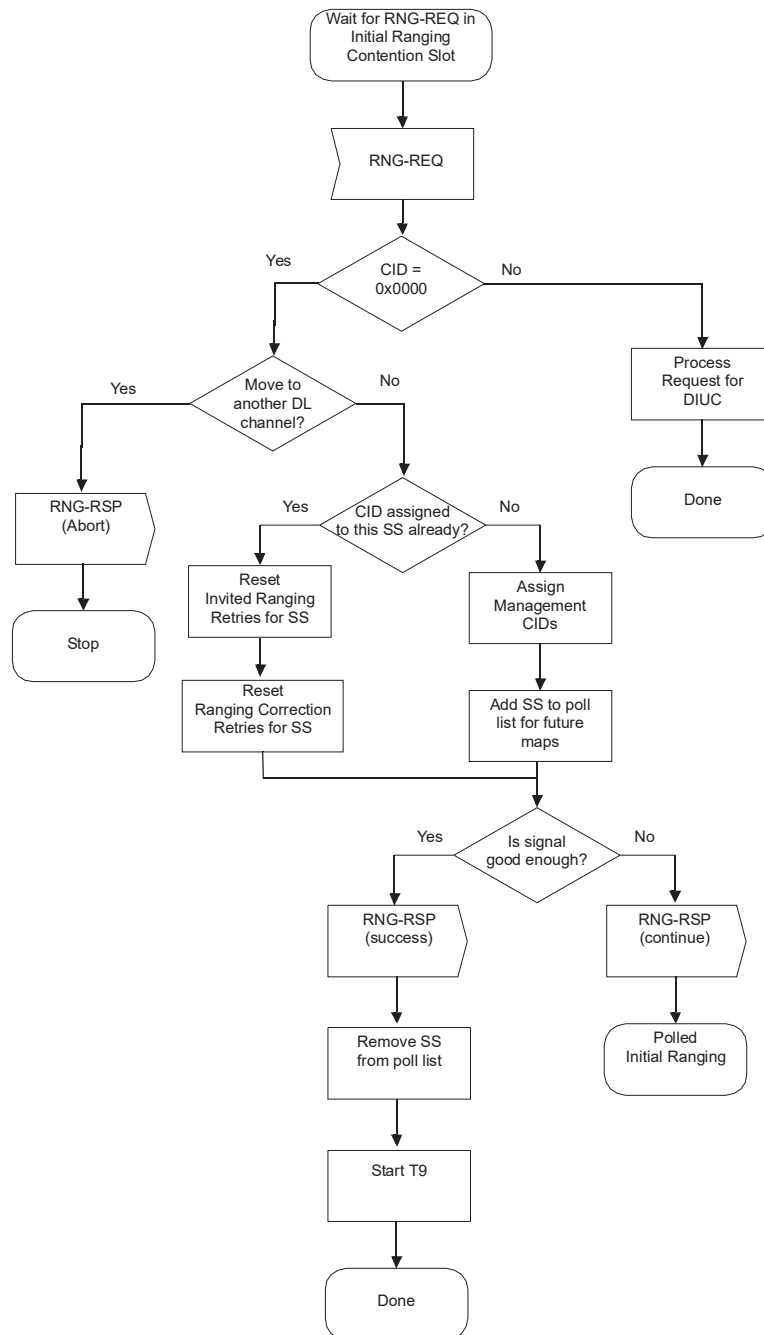 Wait for RNG-REQ in
Initial Ranging
Contention Slot
RNG-REQ
Yes
CID =
0x0000
No
Process
Request for
DIUC
Done
Yes
Move to
another DL
channel?
No
RNG-RSP
(Abort)
Stop
Yes
CID assigned
to this SS already?
No
Reset
Invited Ranging
Retries for SS
Reset
Ranging Correction
Retries for SS
Assign
Management
CIDs
Add SS to poll
list for future
maps
Yes
Is signal
good enough?
No
RNG-RSP
(success)
RNG-RSP
(continue)
Remove SS
from poll list
Polled
Initial Ranging
Start T9
Done